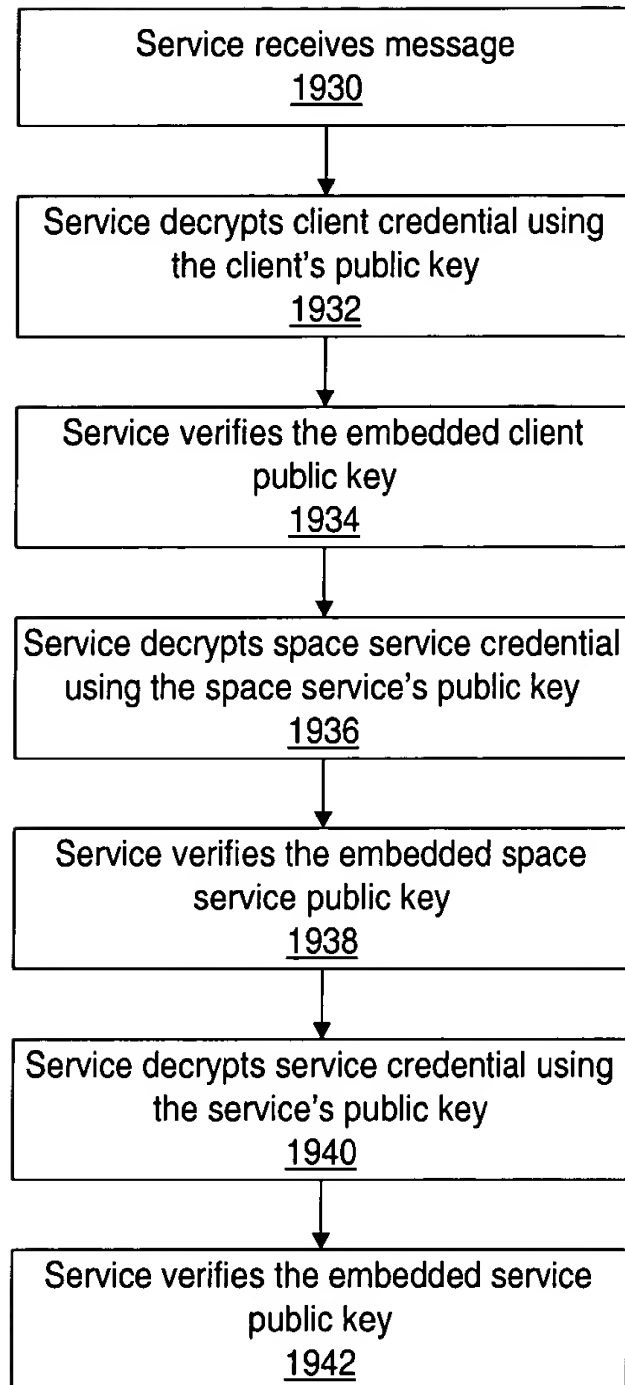 Service receives message
1930
Service decrypts client credential using
the client's public key
1932
Service verifies the embedded client
public key
1934
Service decrypts space service credential
using the space service's public key
1936
Service verifies the embedded space
service public key
1938
Service decrypts service credential using
the service's public key
1940
Service verifies the embedded service
public key
1942